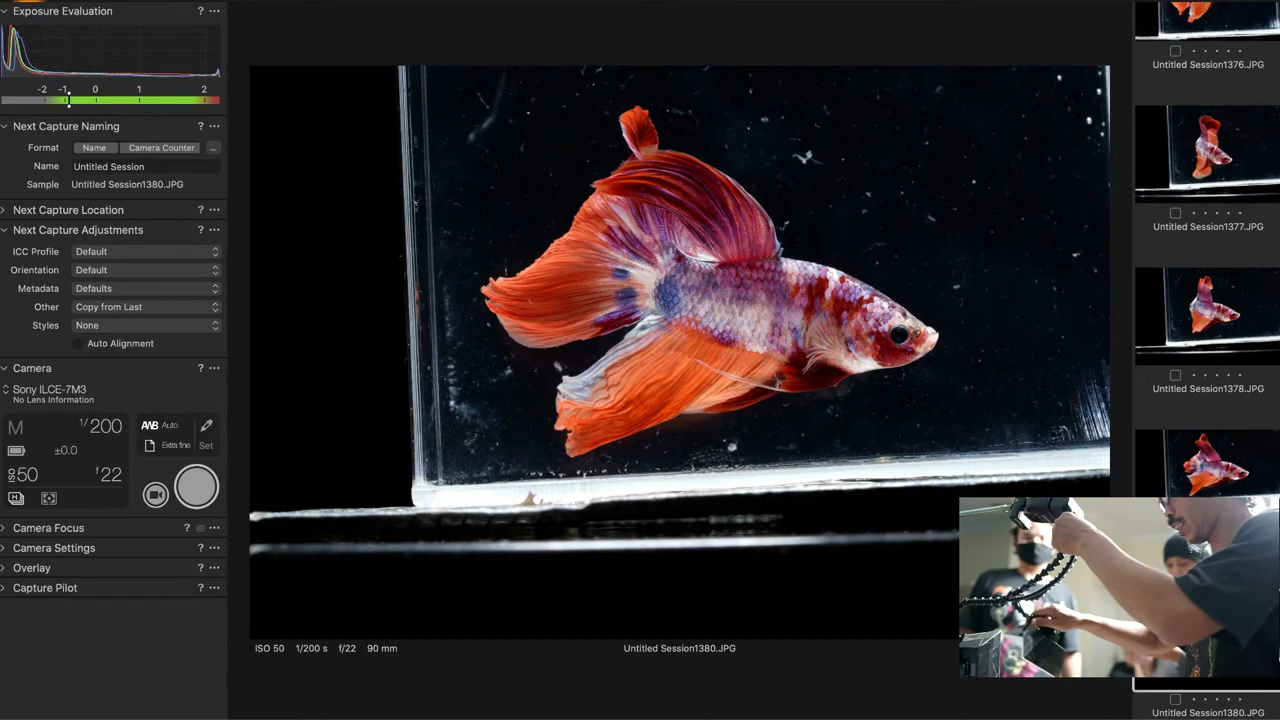 Exposure Evaluation ? ...
-2 -1 0 1 2
Next Capture Naming ? ...
Format Name Camera Counter ...
Name Untitled Session
Sample Untitled Session1380.JPG
Next Capture Location ? ...
Next Capture Adjustments ? ...
ICC Profile Default
Orientation Default
Metadata Defaults
Other Copy from Last
Styles None
Auto Alignment
Camera ? ...
Sony ILCE-7M3
No Lens Information
M 1/200
AWB Auto
±0.0
Extra fine Set
ISO 50 f22
Camera Focus ? ...
Camera Settings ? ...
Overlay ? ...
Capture Pilot ? ...
ISO 50 1/200 s f/22 90 mm
Untitled Session1380.JPG
Untitled Session1376.JPG
Untitled Session1377.JPG
Untitled Session1378.JPG
Untitled Session1380.JPG